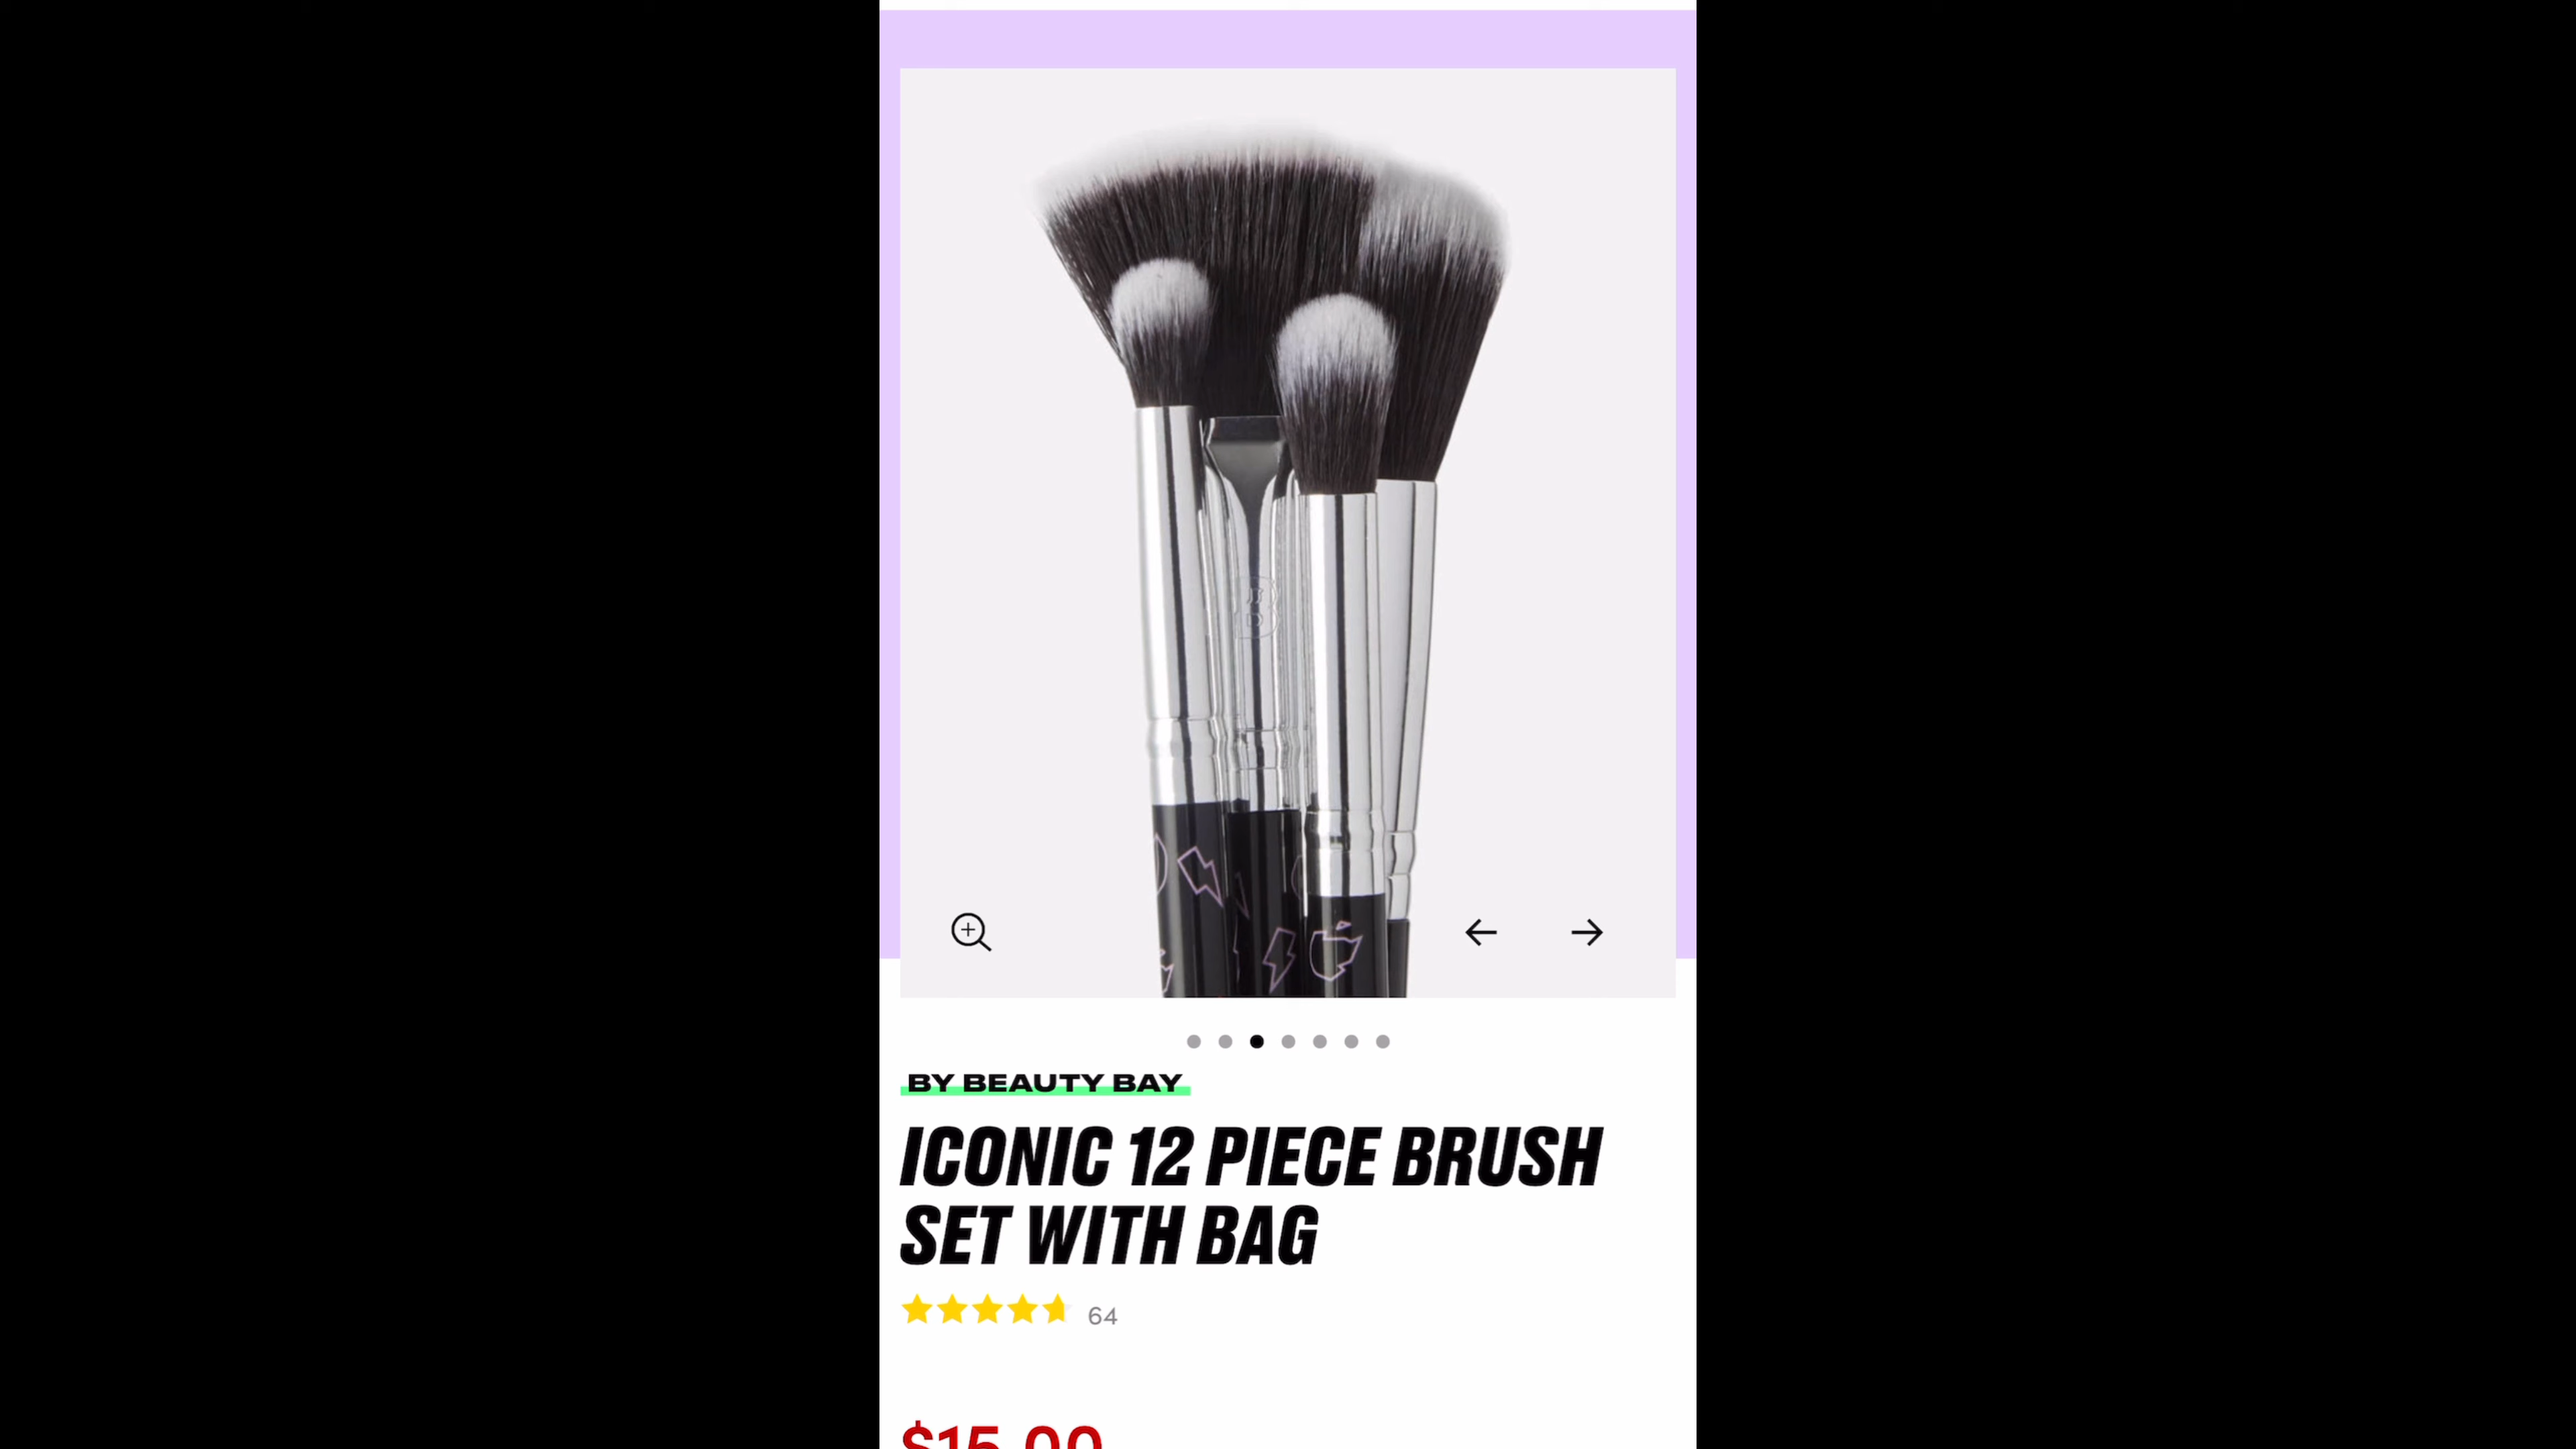 B
BY BEAUTY BAY
ICONIC 12 PIECE BRUSH
SET WITH BAG
64
$15.00